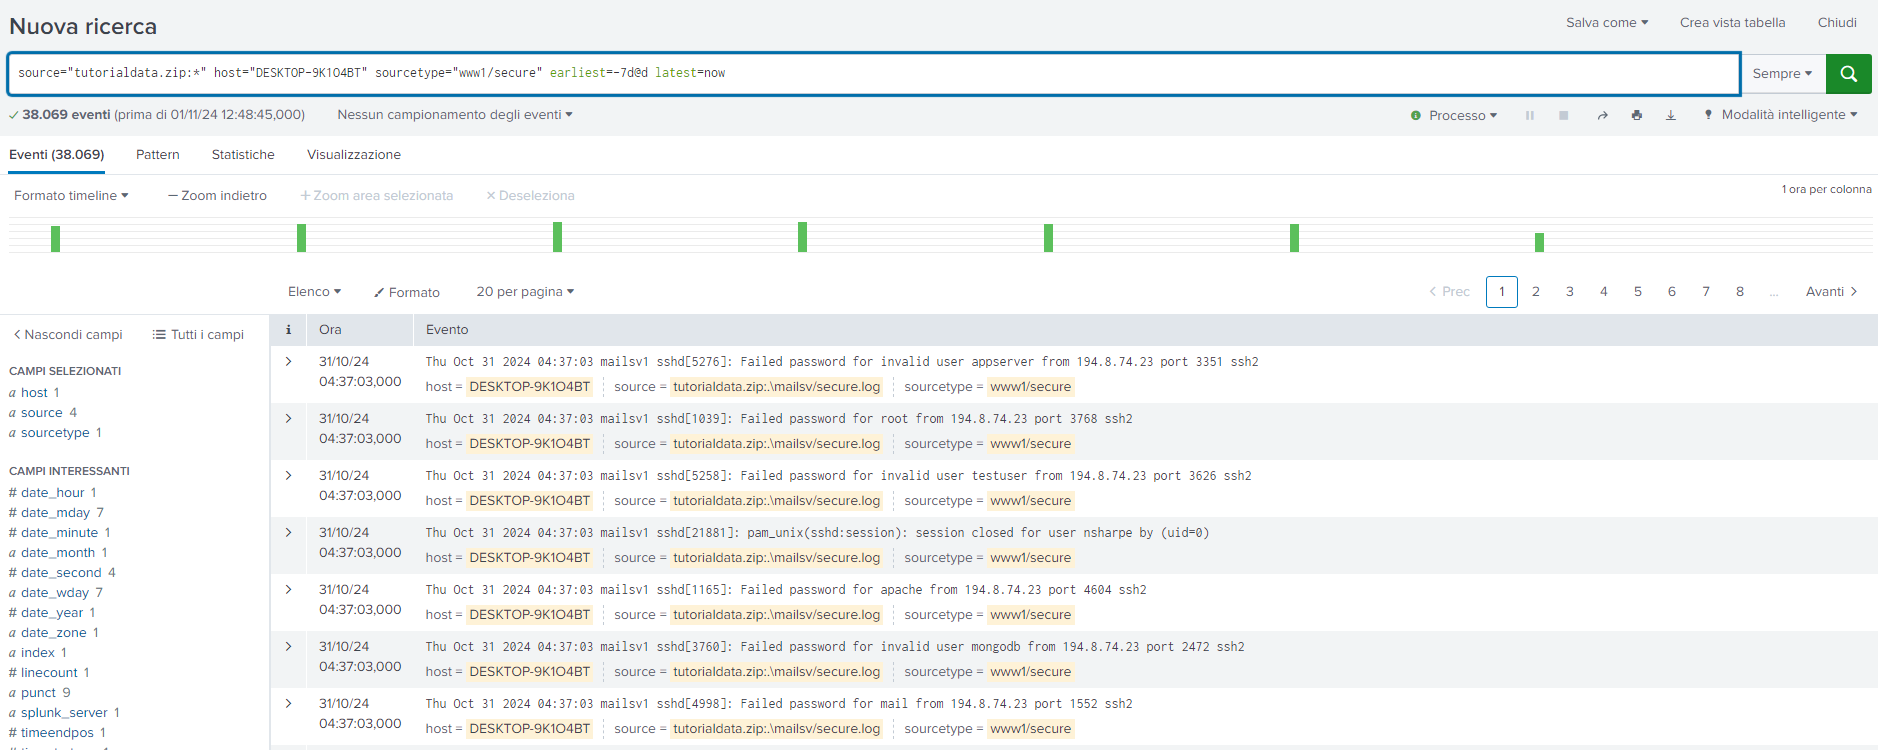 Nuova ricerca
Salva come Crea vista tabella Chiudi
source="tutorialdata.zip:*" host="DESKTOP-9K1O4BT" sourcetype="www1/secure" earliest=-7d@d latest=now
Sempre
38.069 eventi (prima di 01/11/24 12:48:45,000) Nessun campionamento degli eventi
Processo Modalità intelligente
Eventi (38.069) Pattern Statistiche Visualizzazione
Formato timeline — Zoom indietro + Zoom area selezionata × Deseleziona
1 ora per colonna
Elenco Formato 20 per pagina
< Prec 1 2 3 4 5 6 7 8 ... Avanti >
< Nascondi campi Tutti i campi
CAMPI SELEZIONATI
a host 1
a source 4
a sourcetype 1
CAMPI INTERESSANTI
# date_hour 1
# date_mday 7
# date_minute 1
a date_month 1
# date_second 4
a date_wday 7
# date_year 1
a date_zone 1
a index 1
# linecount 1
a punct 9
a splunk_server 1
# timeendpos 1
i Ora Evento
> 31/10/24 04:37:03,000
Thu Oct 31 2024 04:37:03 mailsv1 sshd[5276]: Failed password for invalid user appserver from 194.8.74.23 port 3351 ssh2
host = DESKTOP-9K1O4BT source = tutorialdata.zip:.\mailsv/secure.log sourcetype = www1/secure
> 31/10/24 04:37:03,000
Thu Oct 31 2024 04:37:03 mailsv1 sshd[1039]: Failed password for root from 194.8.74.23 port 3768 ssh2
host = DESKTOP-9K1O4BT source = tutorialdata.zip:.\mailsv/secure.log sourcetype = www1/secure
> 31/10/24 04:37:03,000
Thu Oct 31 2024 04:37:03 mailsv1 sshd[5258]: Failed password for invalid user testuser from 194.8.74.23 port 3626 ssh2
host = DESKTOP-9K1O4BT source = tutorialdata.zip:.\mailsv/secure.log sourcetype = www1/secure
> 31/10/24 04:37:03,000
Thu Oct 31 2024 04:37:03 mailsv1 sshd[21881]: pam_unix(sshd:session): session closed for user nsharpe by (uid=0)
host = DESKTOP-9K1O4BT source = tutorialdata.zip:.\mailsv/secure.log sourcetype = www1/secure
> 31/10/24 04:37:03,000
Thu Oct 31 2024 04:37:03 mailsv1 sshd[1165]: Failed password for apache from 194.8.74.23 port 4604 ssh2
host = DESKTOP-9K1O4BT source = tutorialdata.zip:.\mailsv/secure.log sourcetype = www1/secure
> 31/10/24 04:37:03,000
Thu Oct 31 2024 04:37:03 mailsv1 sshd[3760]: Failed password for invalid user mongodb from 194.8.74.23 port 2472 ssh2
host = DESKTOP-9K1O4BT source = tutorialdata.zip:.\mailsv/secure.log sourcetype = www1/secure
> 31/10/24 04:37:03,000
Thu Oct 31 2024 04:37:03 mailsv1 sshd[4998]: Failed password for mail from 194.8.74.23 port 1552 ssh2
host = DESKTOP-9K1O4BT source = tutorialdata.zip:.\mailsv/secure.log sourcetype = www1/secure